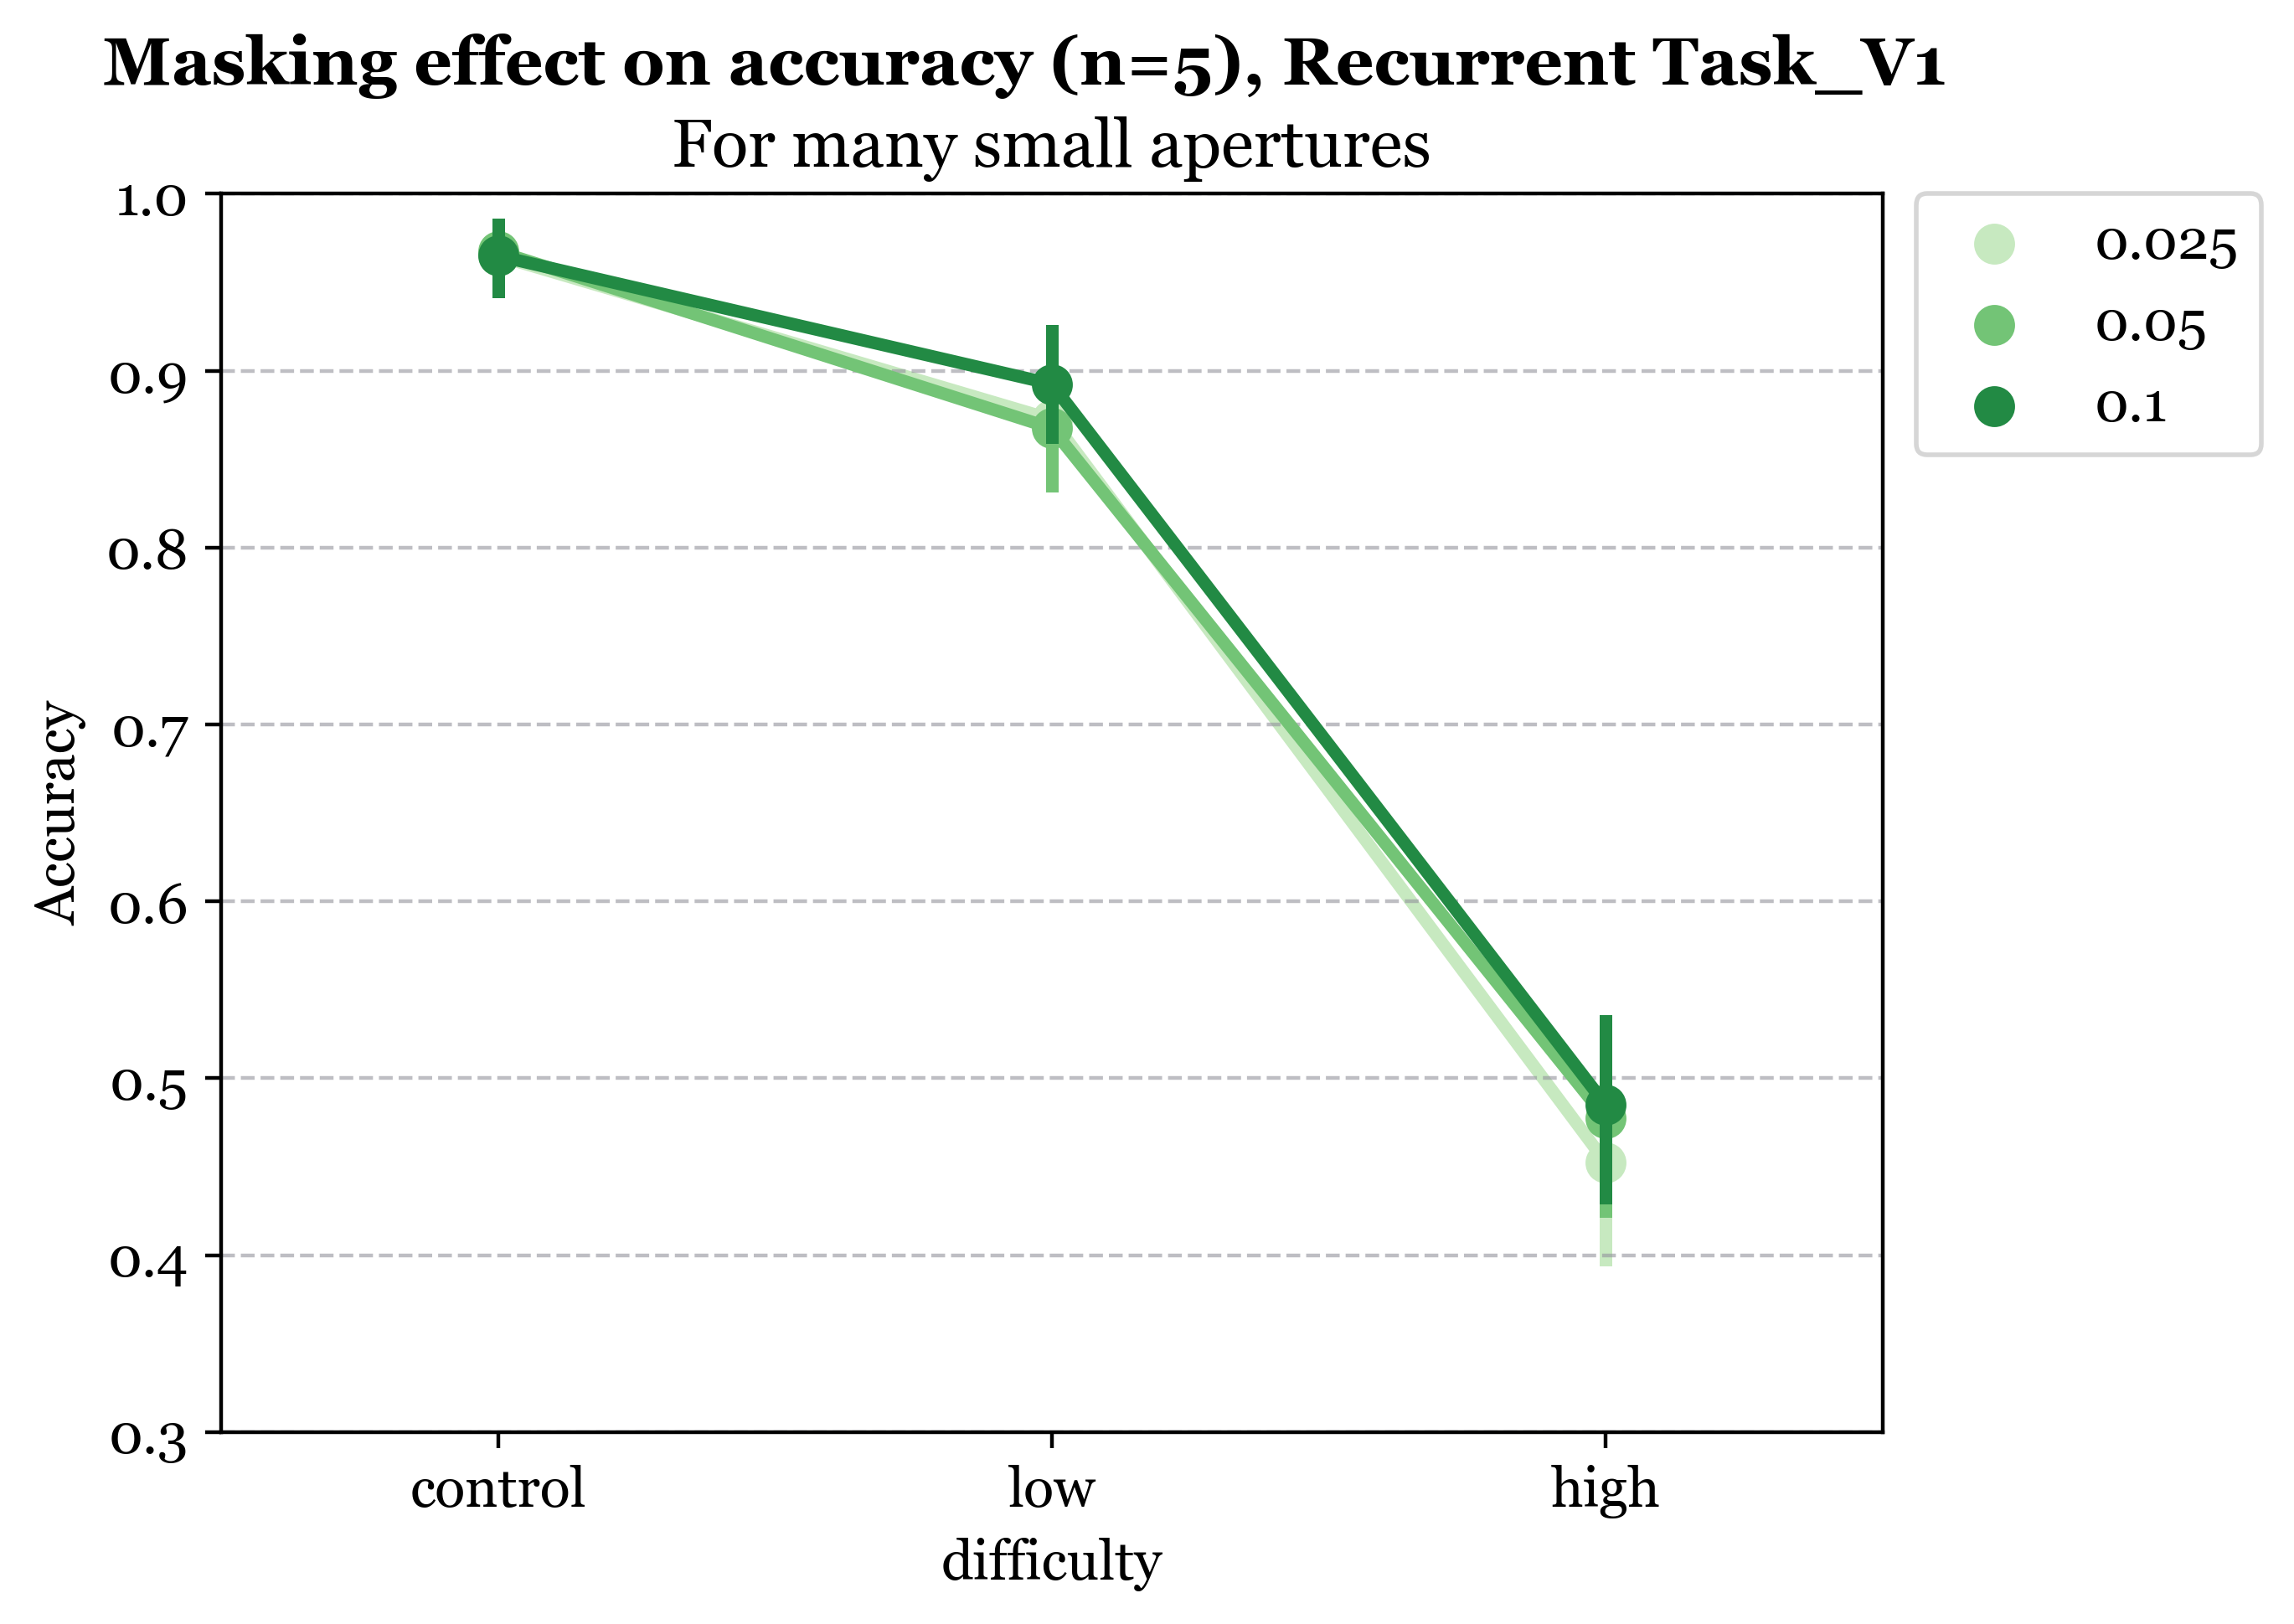 Masking effect on accuracy (n=5), Recurrent Task_V1
For many small apertures
1.0
0.9
0.8
0.7
0.6
0.5
0.4
0.3
Accuracy
control
low
high
difficulty
0.025
0.05
0.1